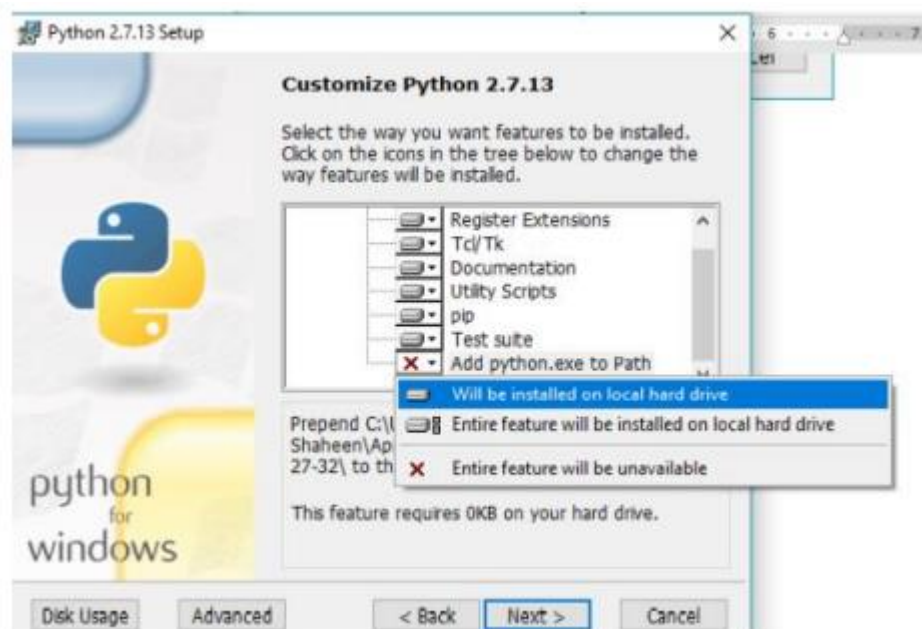 Python 2.7.13 Setup
6 7
Customize Python 2.7.13
Select the way you want features to be installed.
Click on the icons in the tree below to change the
way features will be installed.
Register Extensions
Tcl/Tk
Documentation
Utility Scripts
pip
Test suite
Add python.exe to Path
Will be installed on local hard drive
Entire feature will be installed on local hard drive
Entire feature will be unavailable
Prepend C:\
Shaheen\Ap
27-32\ to th
This feature requires 0KB on your hard drive.
python
for
windows
Disk Usage
Advanced
< Back
Next >
Cancel